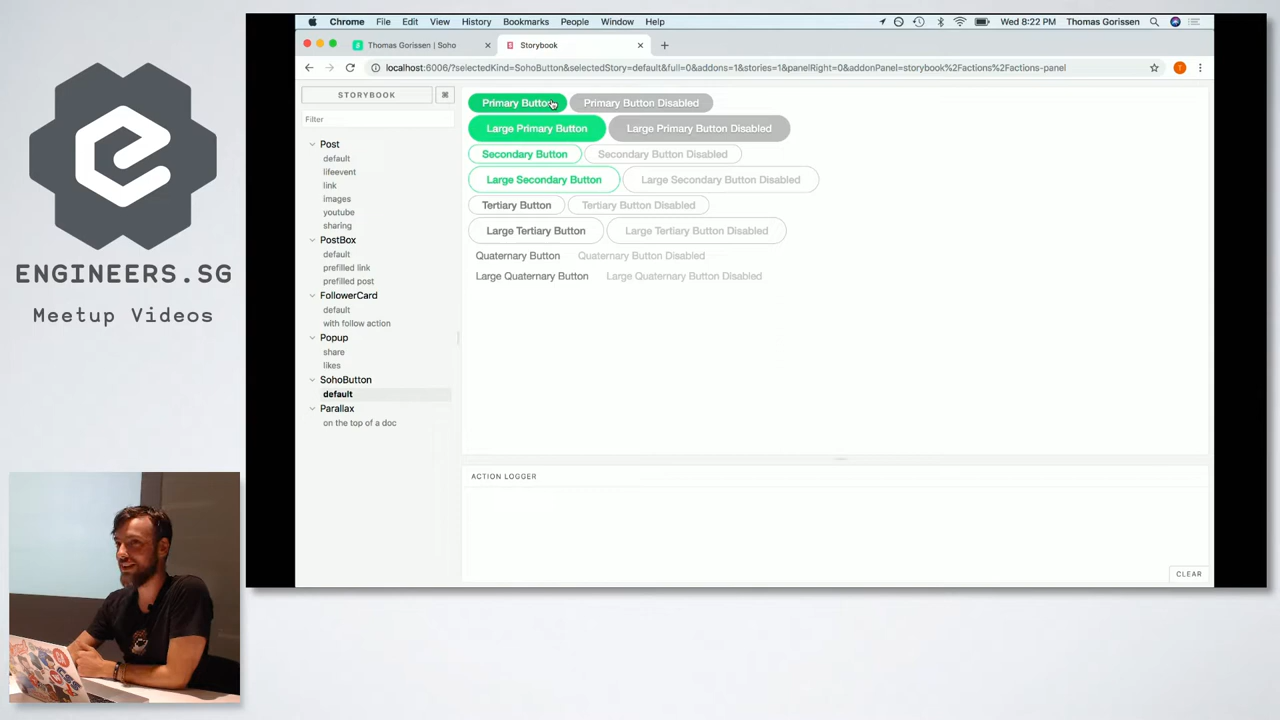 Chrome File Edit View History Bookmarks People Window Help Wed 8:22 PM Thomas Gorissen
Thomas Gorissen | Soho
Storybook
localhost:6006/?selectedKind=SohoButton&selectedStory=default&full=0&addons=1&stories=1&panelRight=0&addonPanel=storybook%2Factions%2Factions-panel
T
STORYBOOK
⌘
Filter
Post
default
lifeevent
link
images
youtube
sharing
PostBox
default
prefilled link
prefilled post
FollowerCard
default
with follow action
Popup
share
likes
SohoButton
default
Parallax
on the top of a doc
Primary Button Primary Button Disabled
Large Primary Button Large Primary Button Disabled
Secondary Button Secondary Button Disabled
Large Secondary Button Large Secondary Button Disabled
Tertiary Button Tertiary Button Disabled
Large Tertiary Button Large Tertiary Button Disabled
Quaternary Button Quaternary Button Disabled
Large Quaternary Button Large Quaternary Button Disabled
ACTION LOGGER
CLEAR
ENGINEERS.SG
Meetup Videos